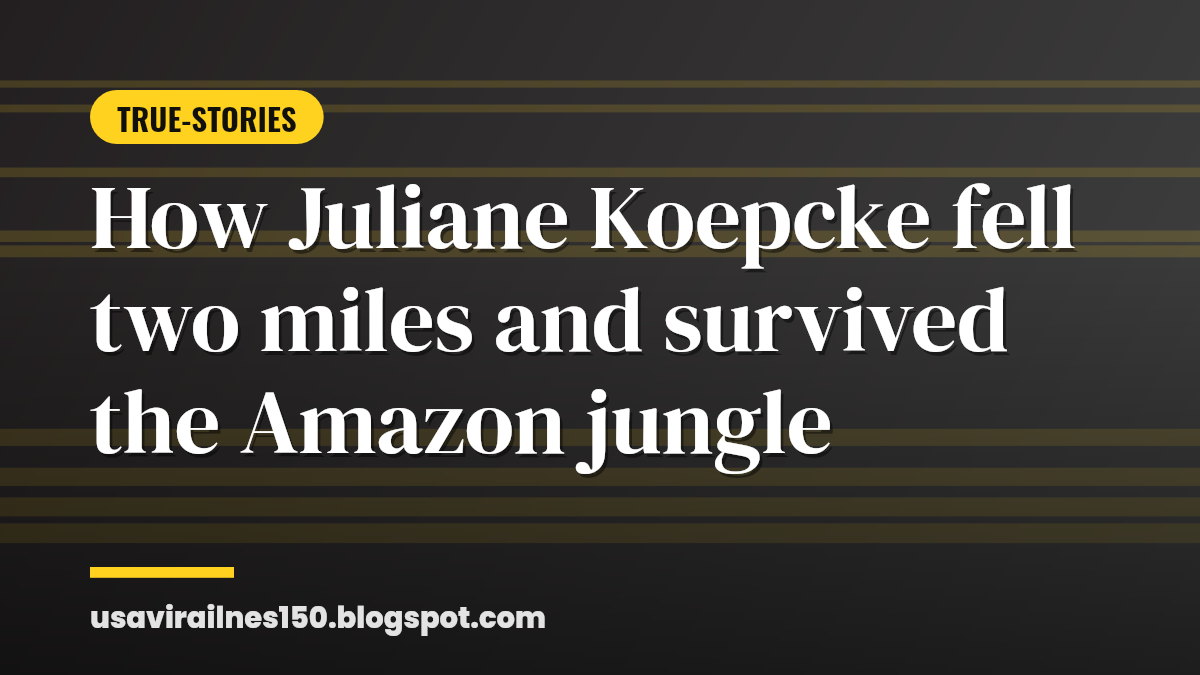 TRUE-STORIES
How Juliane Koepcke fell
two miles and survived
the Amazon jungle
usavirailnes150.blogspot.com